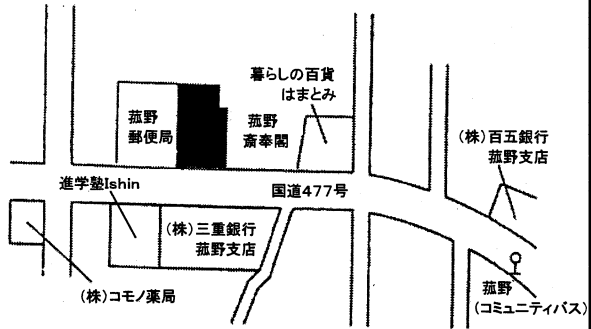 暮らしの百貨
はまとみ
菰野
郵便局
菰野
斎奉閣
(株)百五銀行
菰野支店
進学塾Ishin
国道477号
(株)三重銀行
菰野支店
(株)コモノ薬局
菰野
(コミュニティバス)